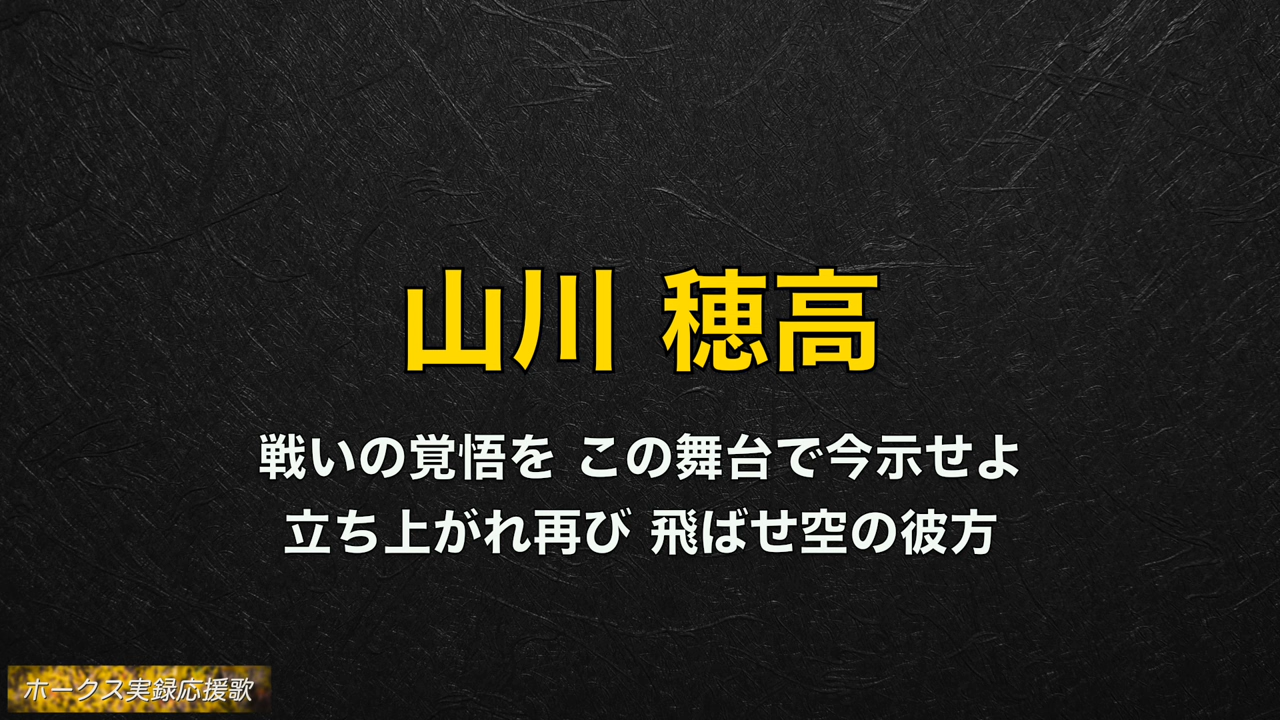 山川 穂高
戦いの覚悟を この舞台で今示せよ
立ち上がれ再び 飛ばせ空の彼方
ホークス実録応援歌